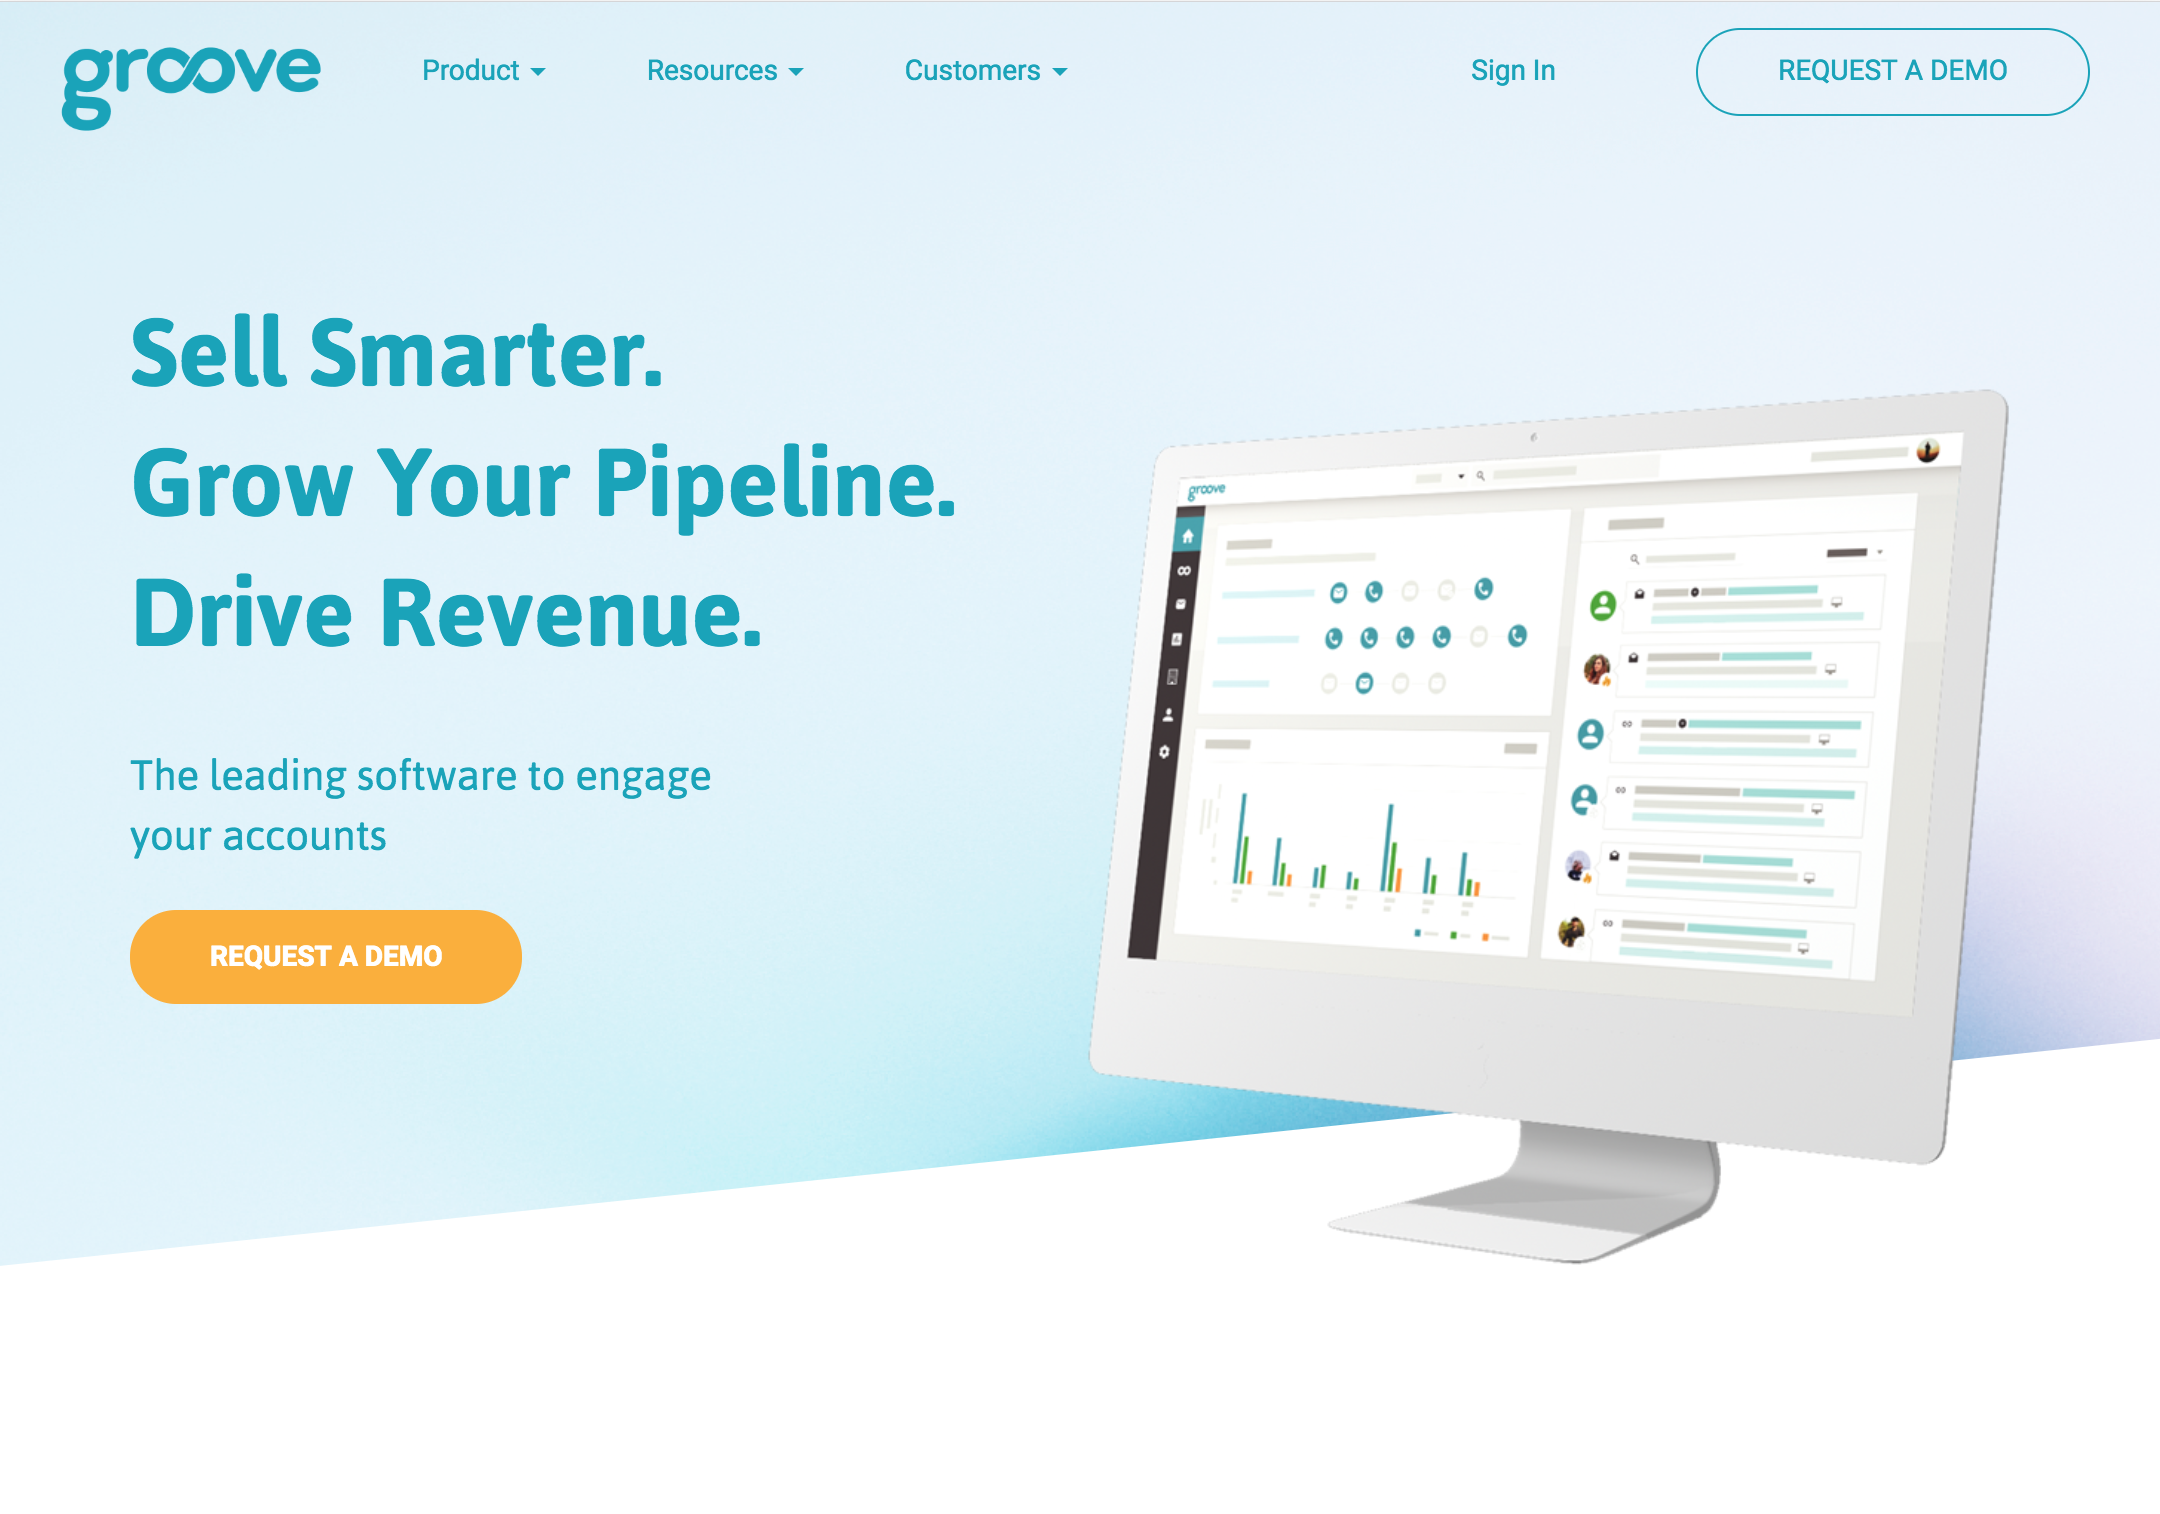 groove
Product
Resources
Customers
Sign In
REQUEST A DEMO
Sell Smarter.
Grow Your Pipeline.
Drive Revenue.
The leading software to engage
your accounts
REQUEST A DEMO
groove